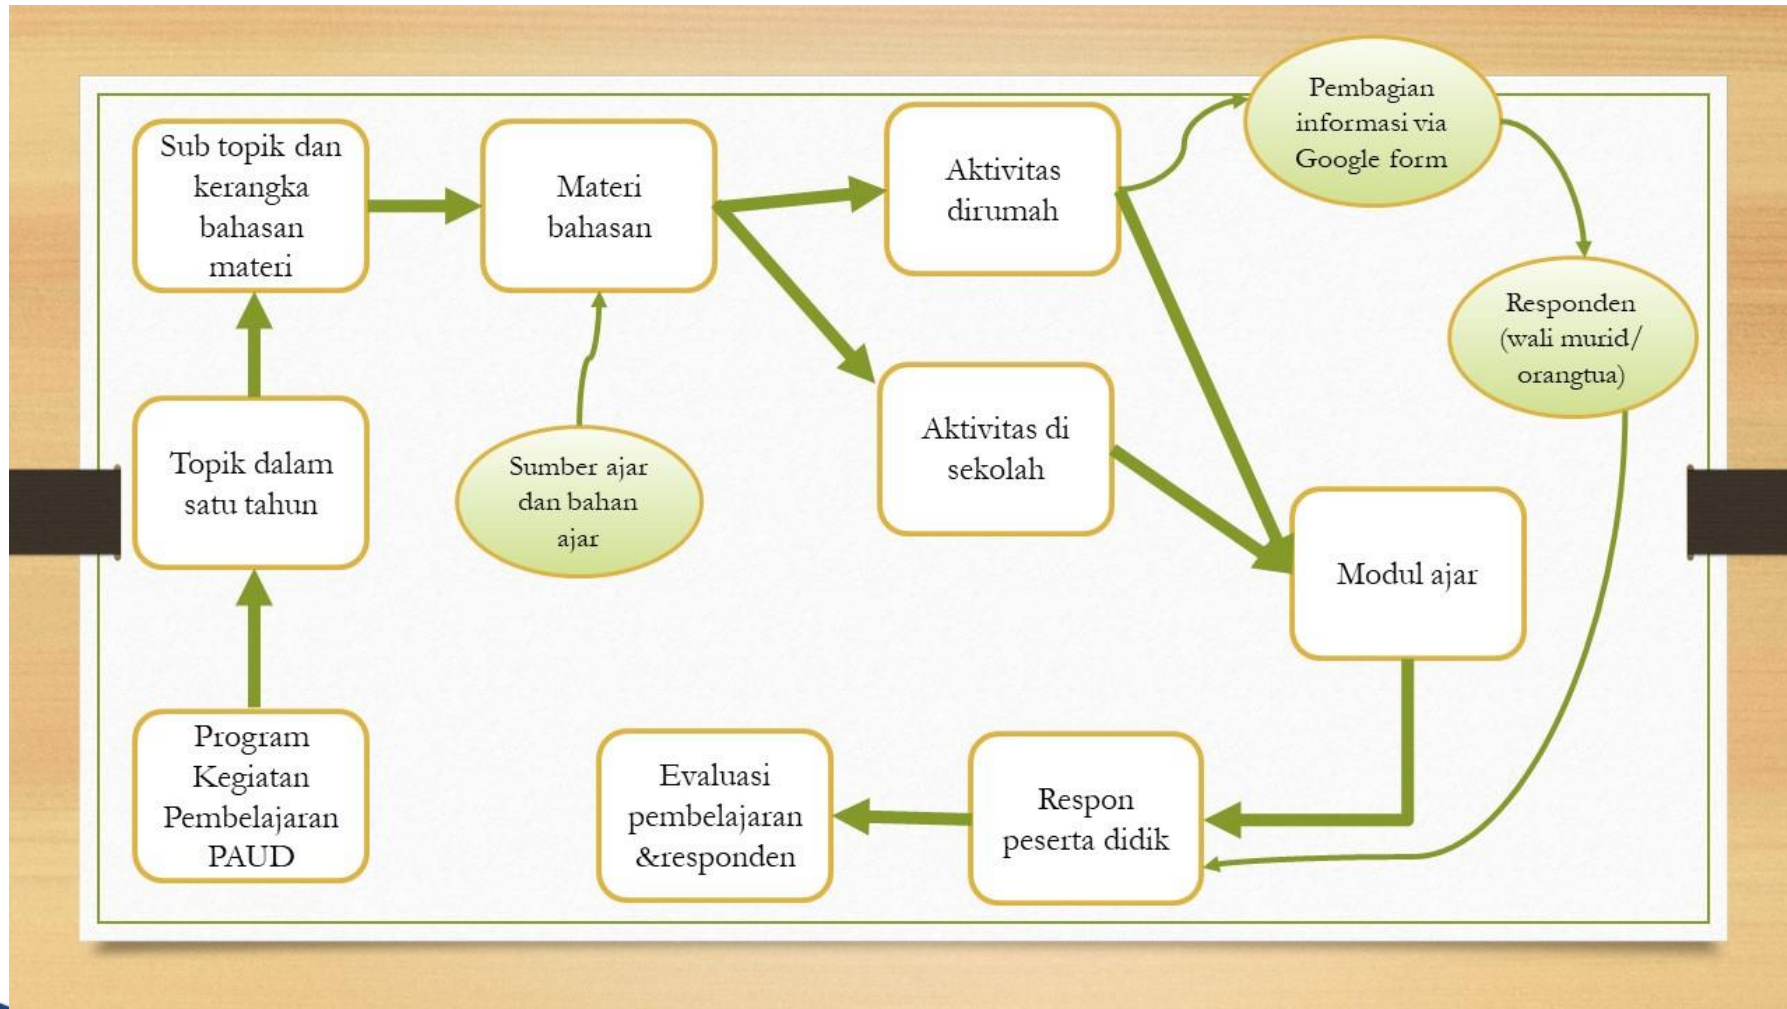 Sub topik dan
kerangka
bahasan
materi
Materi
bahasan
Aktivitas
dirumah
Pembagian
informasi via
Google form
Responden
(wali murid/
orangtua)
Topik dalam
satu tahun
Sumber ajar
dan bahan
ajar
Aktivitas di
sekolah
Modul ajar
Program
Kegiatan
Pembelajaran
PAUD
Evaluasi
pembelajaran
&responden
Respon
peserta didik